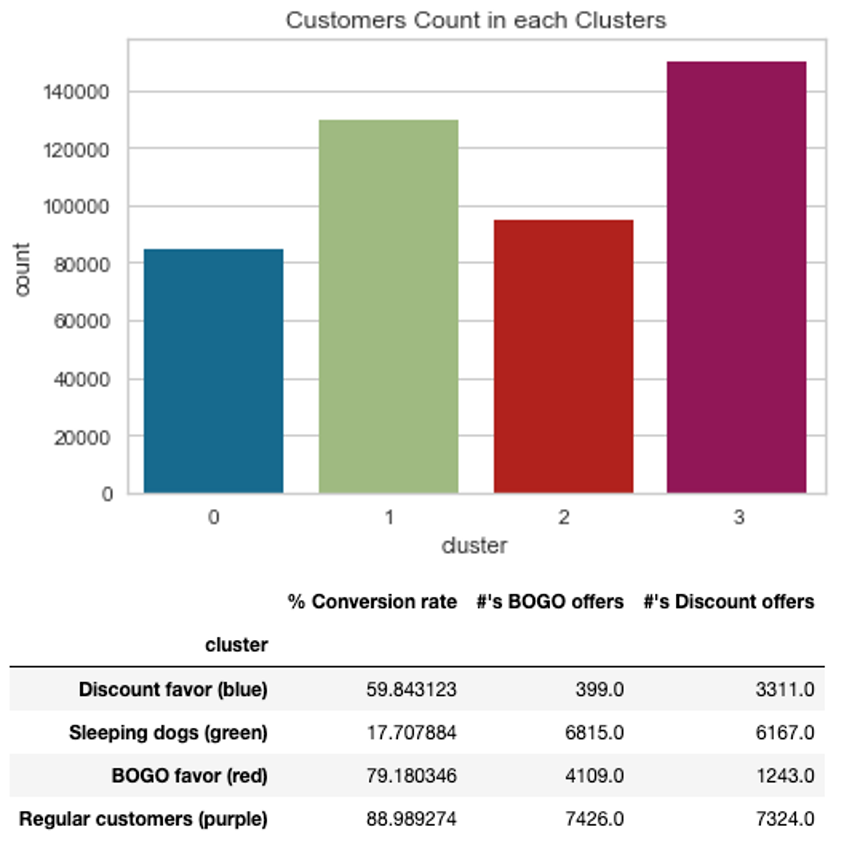 Customers Count in each Clusters
140000
120000
100000
80000
60000
40000
20000
0
count
0 1 2 3
cluster
% Conversion rate #'s BOGO offers #'s Discount offers
cluster
Discount favor (blue) 59.843123 399.0 3311.0
Sleeping dogs (green) 17.707884 6815.0 6167.0
BOGO favor (red) 79.180346 4109.0 1243.0
Regular customers (purple) 88.989274 7426.0 7324.0